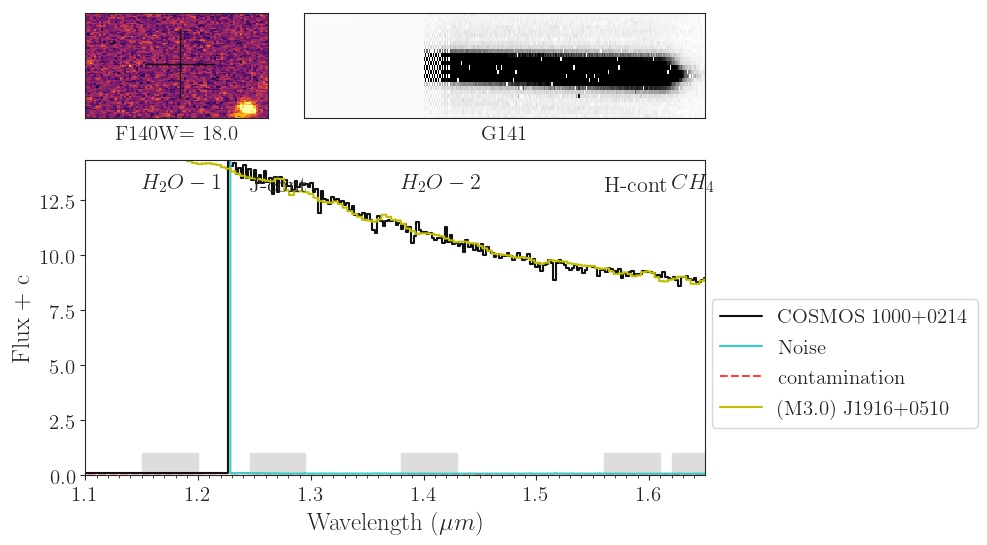 F140W= 18.0
G141
H₂O − 1
J-cont
H₂O − 2
H-cont
CH₄
12.5
10.0
7.5
5.0
2.5
0.0
Flux + c
1.1
1.2
1.3
1.4
1.5
1.6
Wavelength (μm)
COSMOS 1000+0214
Noise
contamination
(M3.0) J1916+0510